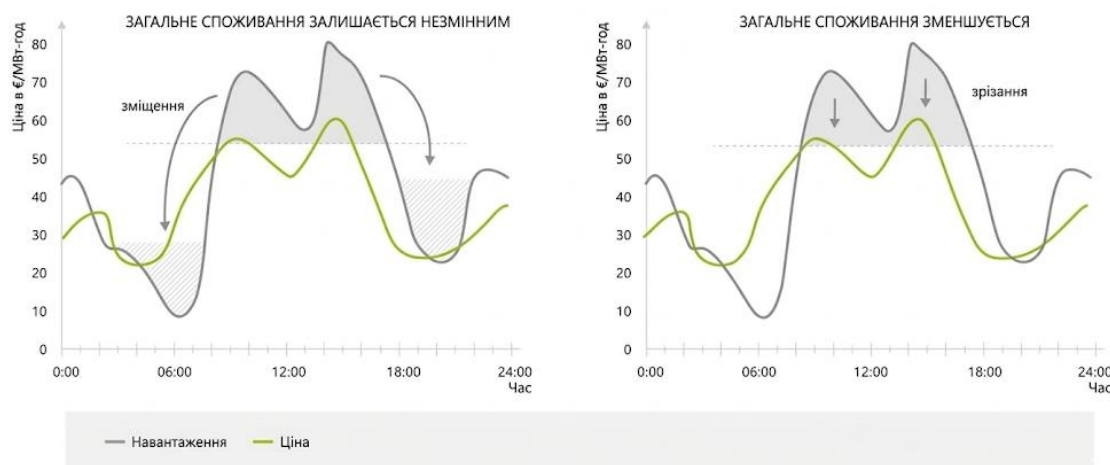 ЗАГАЛЬНЕ СПОЖИВАННЯ ЗАЛИШАЄТЬСЯ НЕЗМІННИМ
Ціна в €/МВт-год
80
70
60
50
40
30
20
10
0
зміщення
0:00
06:00
12:00
18:00
24:00
Час
ЗАГАЛЬНЕ СПОЖИВАННЯ ЗМЕНШУЄТЬСЯ
Ціна в €/МВт-год
80
70
60
50
40
30
20
10
0
зрізання
0:00
06:00
12:00
18:00
24:00
Час
Навантаження
Ціна